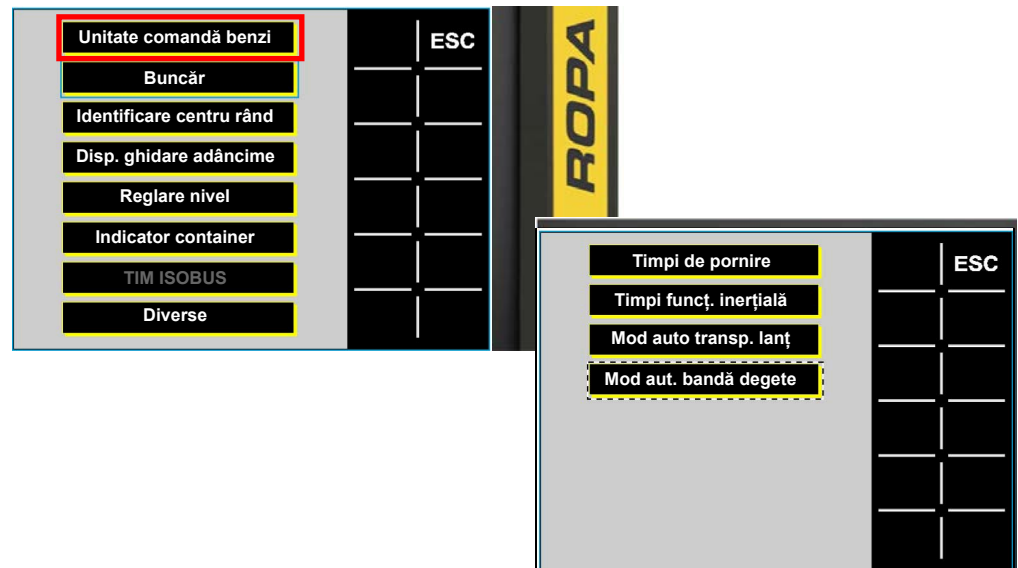 Unitate comandă benzi
ESC
Buncăr
Identificare centru rând
Disp. ghidare adâncime
Reglare nivel
Indicator container
TIM ISOBUS
Diverse
ROPA
Timpi de pornire
ESC
Timpi funcț. inerțială
Mod auto transp. lanț
Mod aut. bandă degete